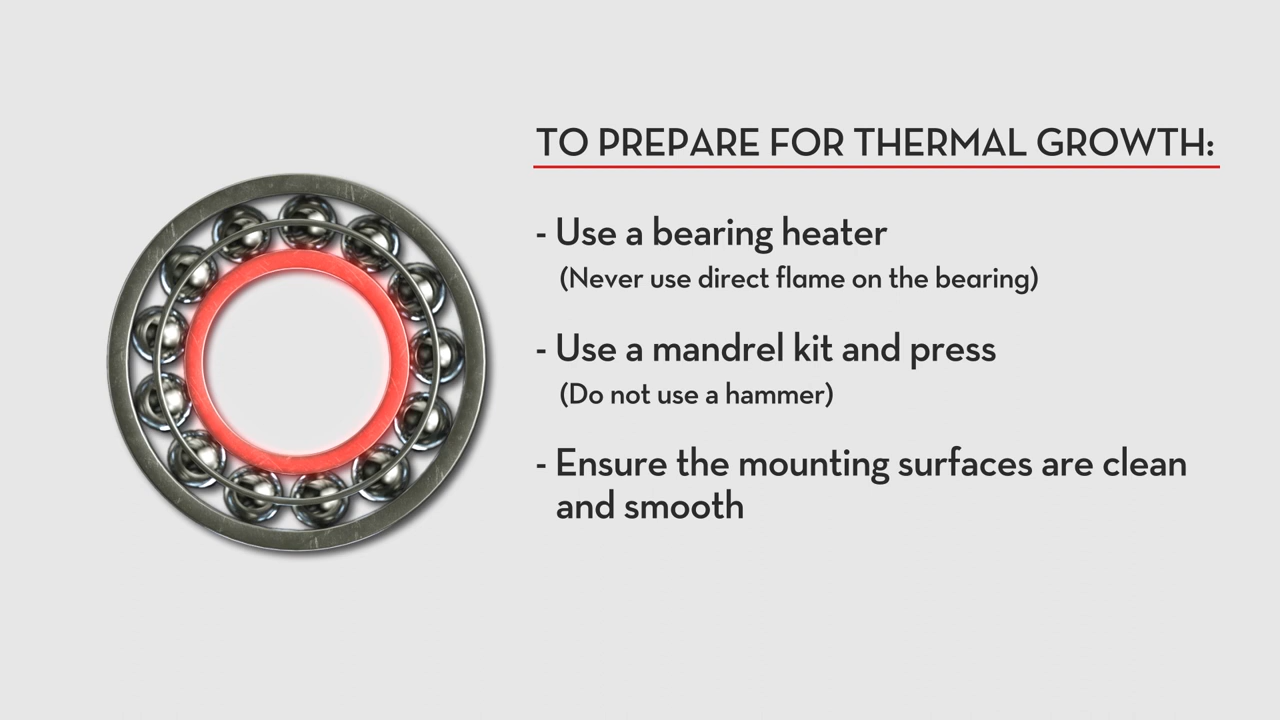 TO PREPARE FOR THERMAL GROWTH:
- Use a bearing heater
(Never use direct flame on the bearing)
- Use a mandrel kit and press
(Do not use a hammer)
- Ensure the mounting surfaces are clean
and smooth